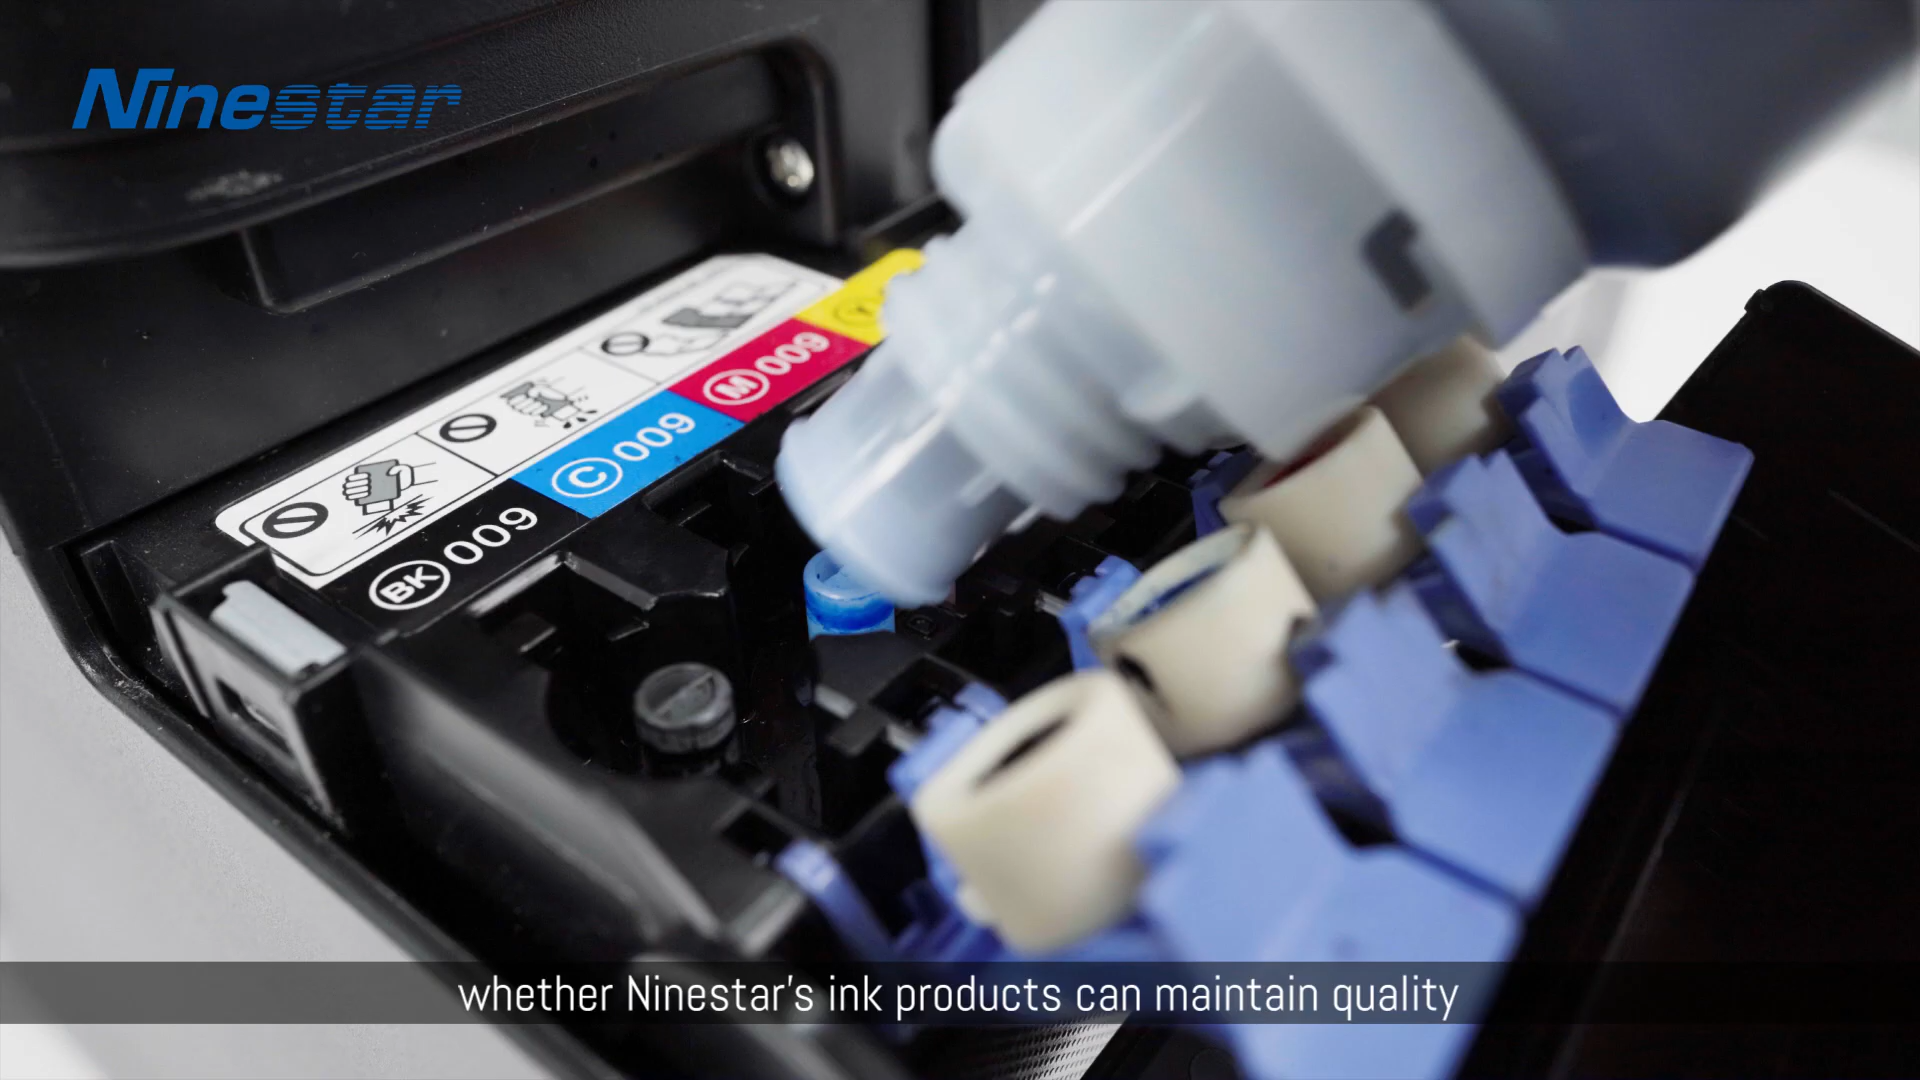 Ninestar
Y
M 009
C 009
BK 009
whether Ninestar's ink products can maintain quality